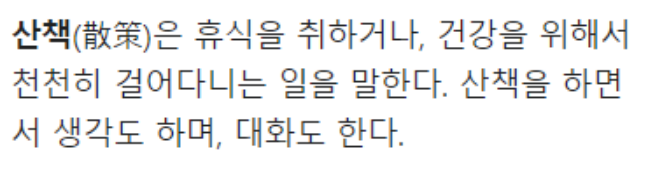 산책(散策)은 휴식을 취하거나, 건강을 위해서
천천히 걸어다니는 일을 말한다. 산책을 하면
서 생각도 하며, 대화도 한다.